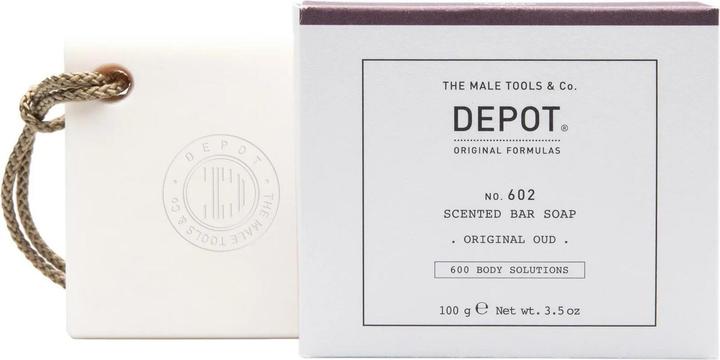 DEPOT
THE MALE TOOLS & Co.
THE MALE TOOLS & Co.
DEPOT®
ORIGINAL FORMULAS
NO. 602
SCENTED BAR SOAP
. ORIGINAL OUD .
600 BODY SOLUTIONS
100 g ℮ Net wt. 3.5 oz